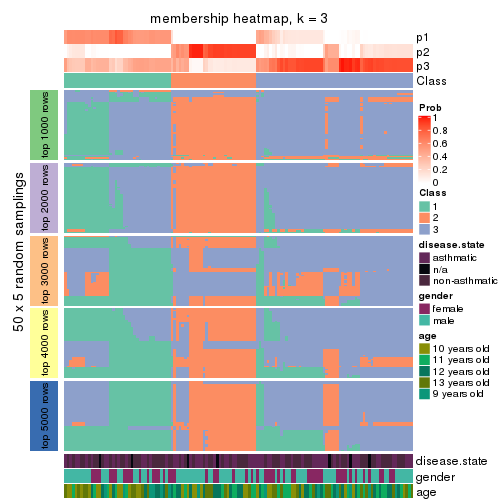 membership heatmap, k = 3
p1
p2
p3
Class
50 x 5 random samplings
top 1000 rows
top 2000 rows
top 3000 rows
top 4000 rows
top 5000 rows
disease.state
gender
age
Prob
1
0.8
0.6
0.4
0.2
0
Class
1
2
3
disease.state
asthmatic
n/a
non-asthmatic
gender
female
male
age
10 years old
11 years old
12 years old
13 years old
9 years old